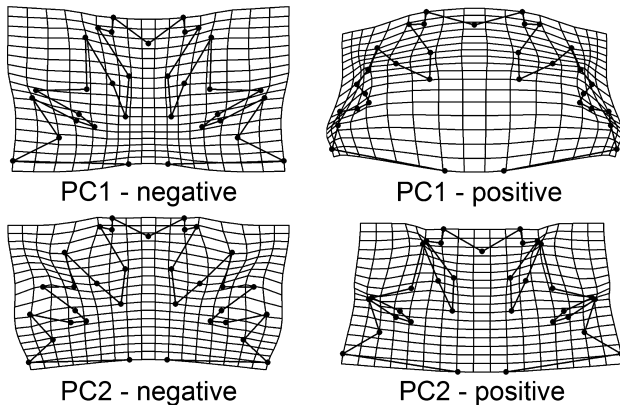 PC1 - negative
PC1 - positive
PC2 - negative
PC2 - positive